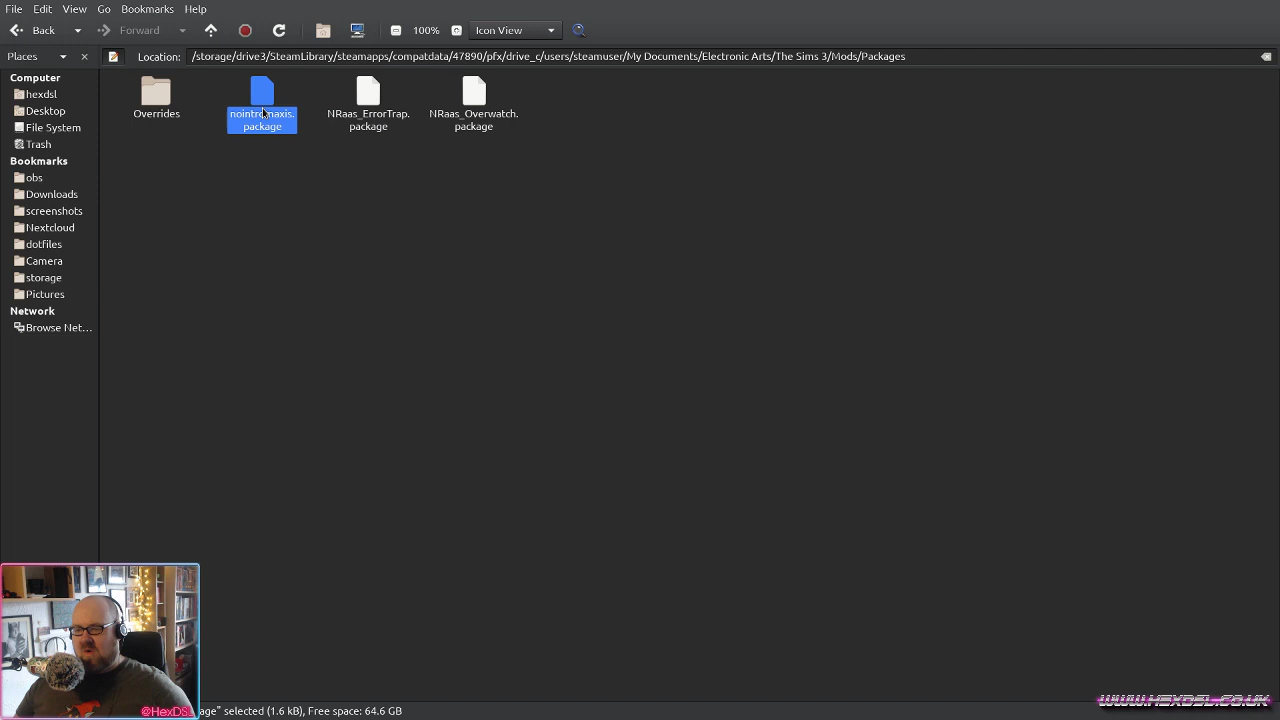 File Edit View Go Bookmarks Help
Back Forward 100% Icon View
Places Location: /storage/drive3/SteamLibrary/steamapps/compatdata/47890/pfx/drive_c/users/steamuser/My Documents/Electronic Arts/The Sims 3/Mods/Packages
Computer
hexdsl
Desktop
File System
Trash
Bookmarks
obs
Downloads
screenshots
Nextcloud
dotfiles
Camera
storage
Pictures
Network
Browse Net...
Overrides
package
NRaas_ErrorTrap.
package
NRaas_Overwatch.
package
age" selected (1.6 kB), Free space: 64.6 GB
WWW.HEXDSL.CO.UK